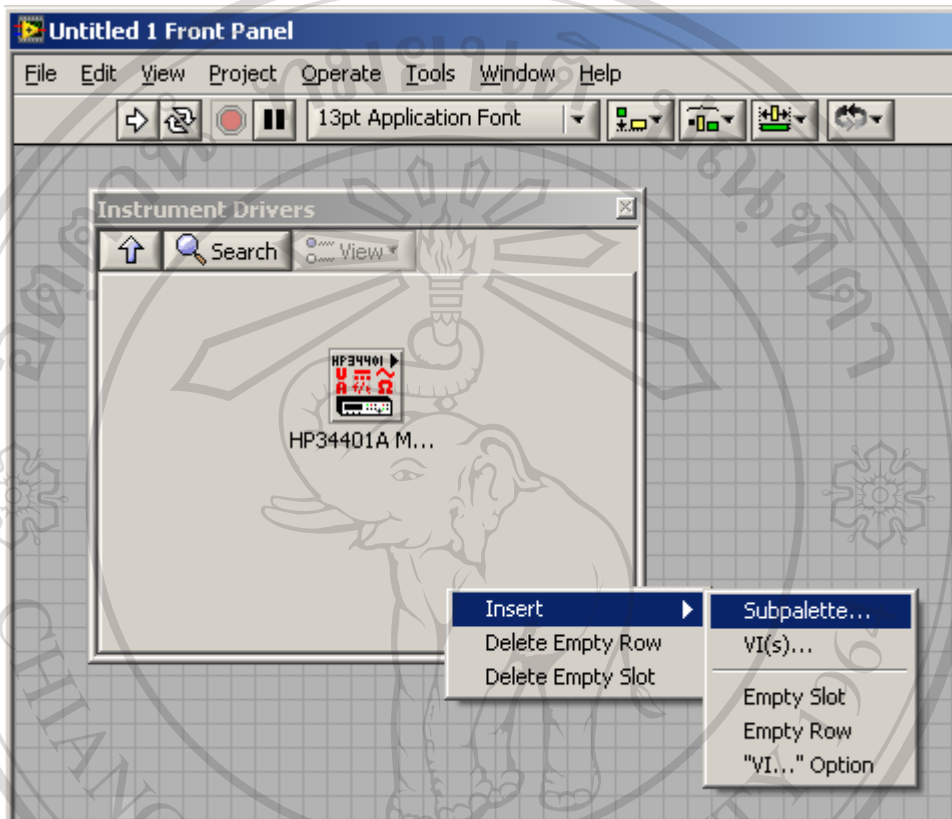 Untitled 1 Front Panel
File Edit View Project Operate Tools Window Help
13pt Application Font
Instrument Drivers
Search View
HP34401
HP34401A M...
Insert
Delete Empty Row
Delete Empty Slot
Subpalette...
VI(s)...
Empty Slot
Empty Row
"VI..." Option